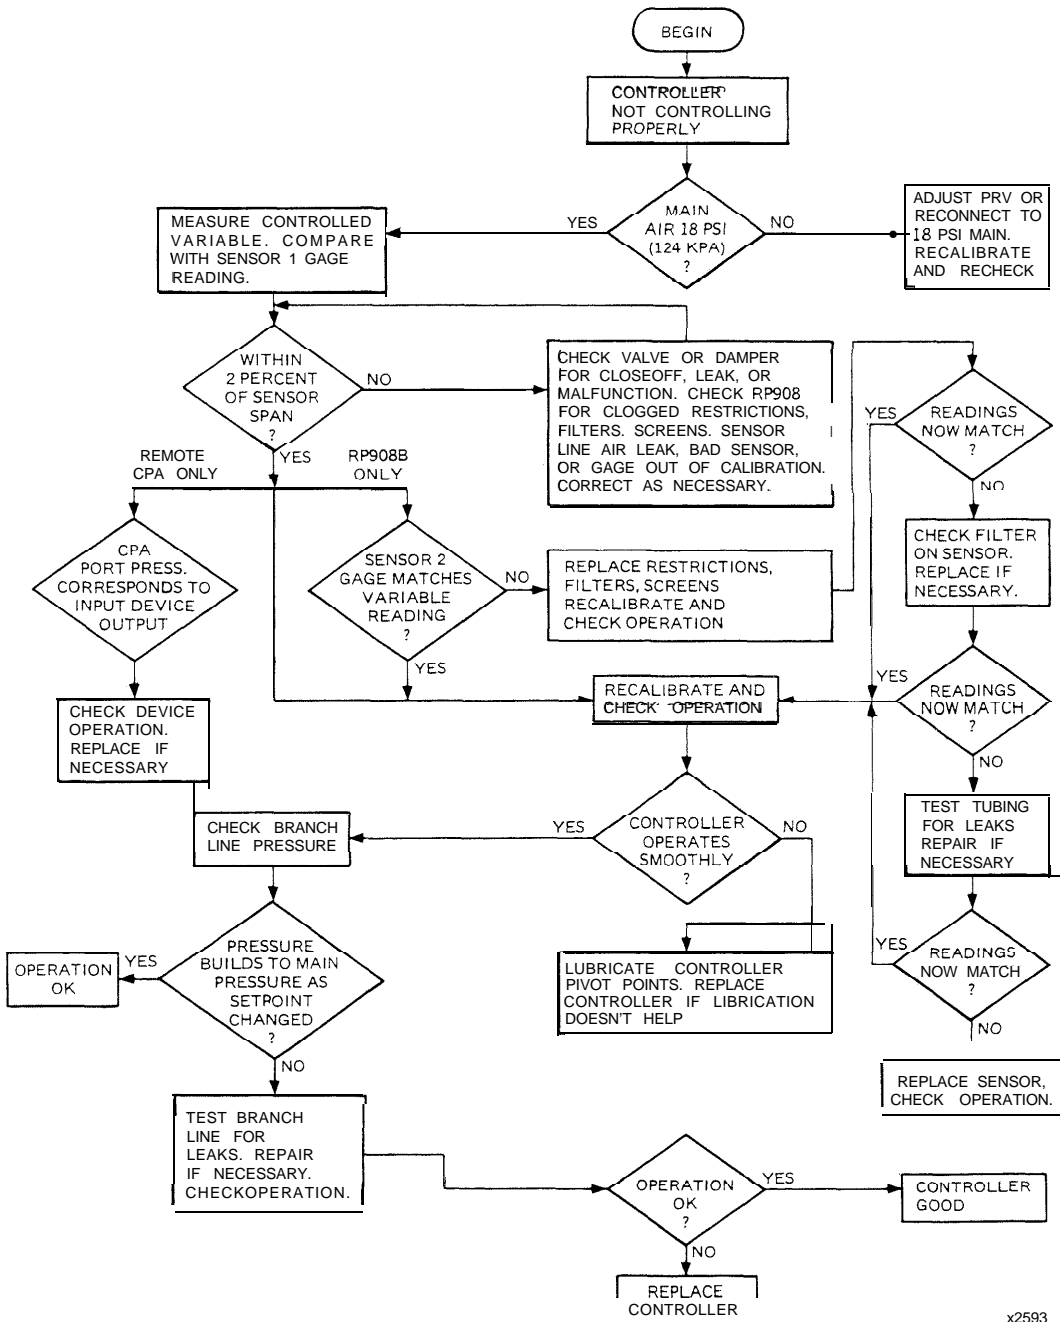 BEGIN
CONTROLLER
NOT CONTROLLING
PROPERLY
MAIN
AIR 18 PSI
(124 KPA)
?
YES
NO
ADJUST PRV OR
RECONNECT TO
18 PSI MAIN.
RECALIBRATE
AND RECHECK
MEASURE CONTROLLED
VARIABLE. COMPARE
WITH SENSOR 1 GAGE
READING.
WITHIN
2 PERCENT
OF SENSOR
SPAN
?
NO
YES
CHECK VALVE OR DAMPER
FOR CLOSEOFF, LEAK, OR
MALFUNCTION. CHECK RP908
FOR CLOGGED RESTRICTIONS,
FILTERS. SCREENS. SENSOR
LINE AIR LEAK, BAD SENSOR,
OR GAGE OUT OF CALIBRATION.
CORRECT AS NECESSARY.
REMOTE
CPA ONLY
RP908B
ONLY
CPA
PORT PRESS.
CORRESPONDS TO
INPUT DEVICE
OUTPUT
SENSOR 2
GAGE MATCHES
VARIABLE
READING
?
NO
YES
REPLACE RESTRICTIONS,
FILTERS, SCREENS
RECALIBRATE AND
CHECK OPERATION
READINGS
NOW MATCH
?
YES
NO
CHECK FILTER
ON SENSOR.
REPLACE IF
NECESSARY.
READINGS
NOW MATCH
?
YES
NO
TEST TUBING
FOR LEAKS
REPAIR IF
NECESSARY
READINGS
NOW MATCH
?
YES
NO
REPLACE SENSOR,
CHECK OPERATION.
RECALIBRATE AND
CHECK OPERATION
CHECK DEVICE
OPERATION.
REPLACE IF
NECESSARY
CHECK BRANCH
LINE PRESSURE
CONTROLLER
OPERATES
SMOOTHLY
?
YES
NO
LUBRICATE CONTROLLER
PIVOT POINTS. REPLACE
CONTROLLER IF LIBRICATION
DOESN'T HELP
PRESSURE
BUILDS TO MAIN
PRESSURE AS
SETPOINT
CHANGED
?
YES
NO
OPERATION
OK
TEST BRANCH
LINE FOR
LEAKS. REPAIR
IF NECESSARY.
CHECKOPERATION.
OPERATION
OK
?
YES
NO
CONTROLLER
GOOD
REPLACE
CONTROLLER
x2593